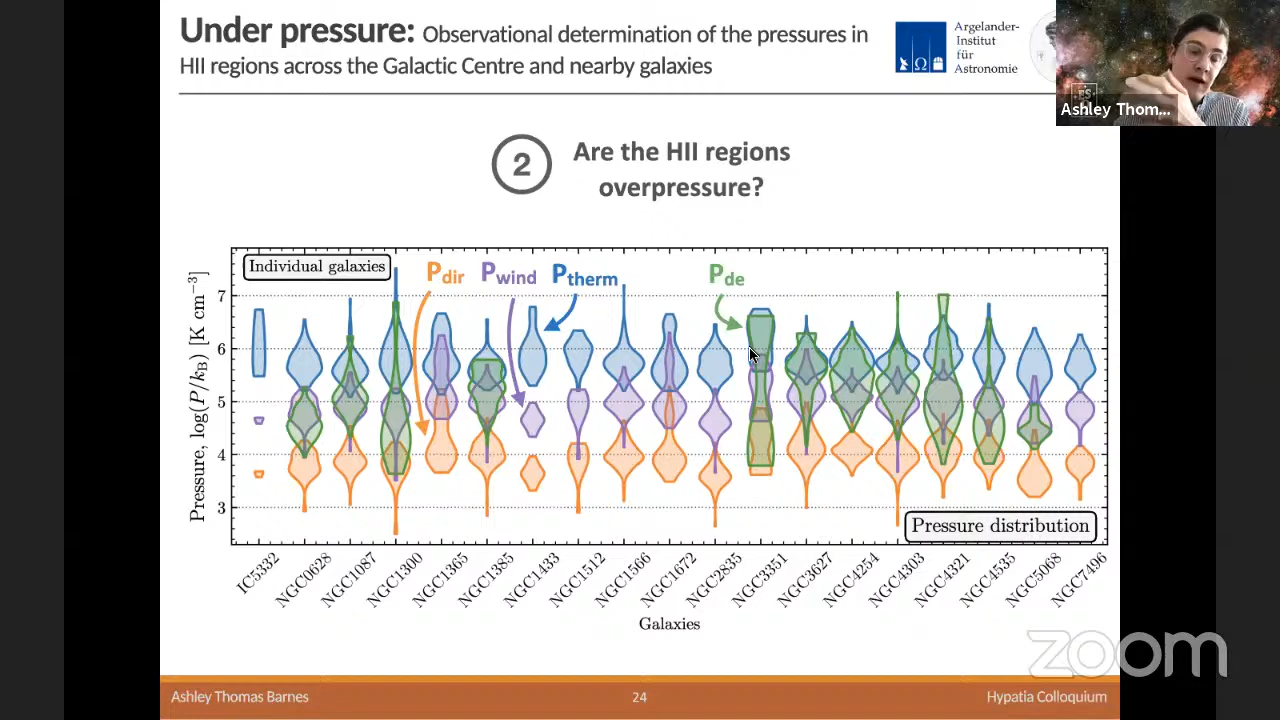 Under pressure: Observational determination of the pressures in
HII regions across the Galactic Centre and nearby galaxies
Argelander-
Institut
für
Astronomie
Ashley Thom...
2
Are the HII regions
overpressure?
Individual galaxies
Pdir
Pwind
Ptherm
Pde
Pressure, log(P/kB) [K cm−3]
7
6
5
4
3
Pressure distribution
IC5332
NGC0628
NGC1087
NGC1300
NGC1365
NGC1385
NGC1433
NGC1512
NGC1566
NGC1672
NGC2835
NGC3351
NGC3627
NGC4254
NGC4303
NGC4321
NGC4535
NGC5068
NGC7496
Galaxies
zoom
Ashley Thomas Barnes
24
Hypatia Colloquium